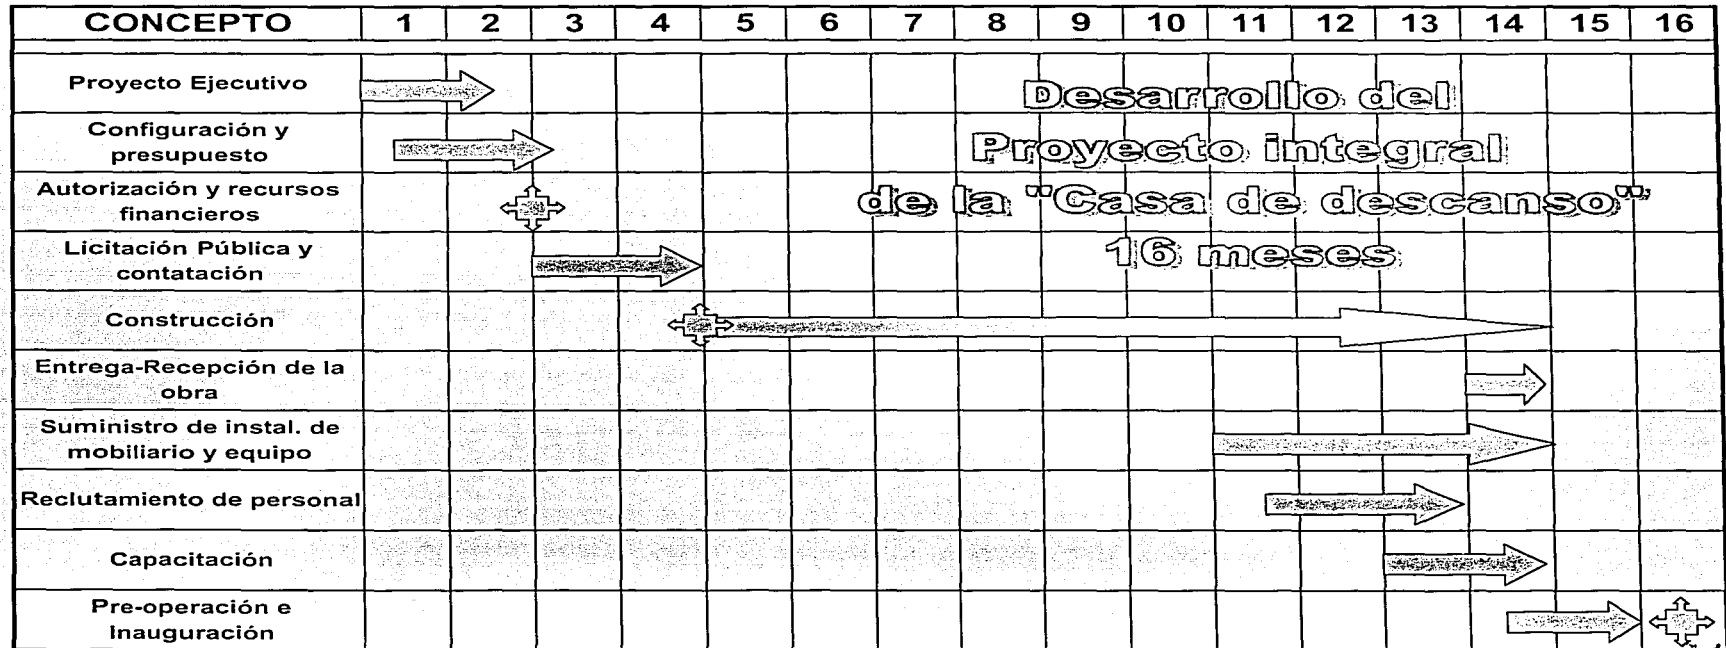 CONCEPTO 1 2 3 4 5 6 7 8 9 10 11 12 13 14 15 16
Proyecto Ejecutivo
Configuración y
presupuesto
Autorización y recursos
financieros
Licitación Pública y
contatación
Construcción
Entrega-Recepción de la
obra
Suministro de instal. de
mobiliario y equipo
Reclutamiento de personal
Capacitación
Pre-operación e
Inauguración
Desarrollo del
Proyecto integral
de la "Casa de descanso"
16 meses